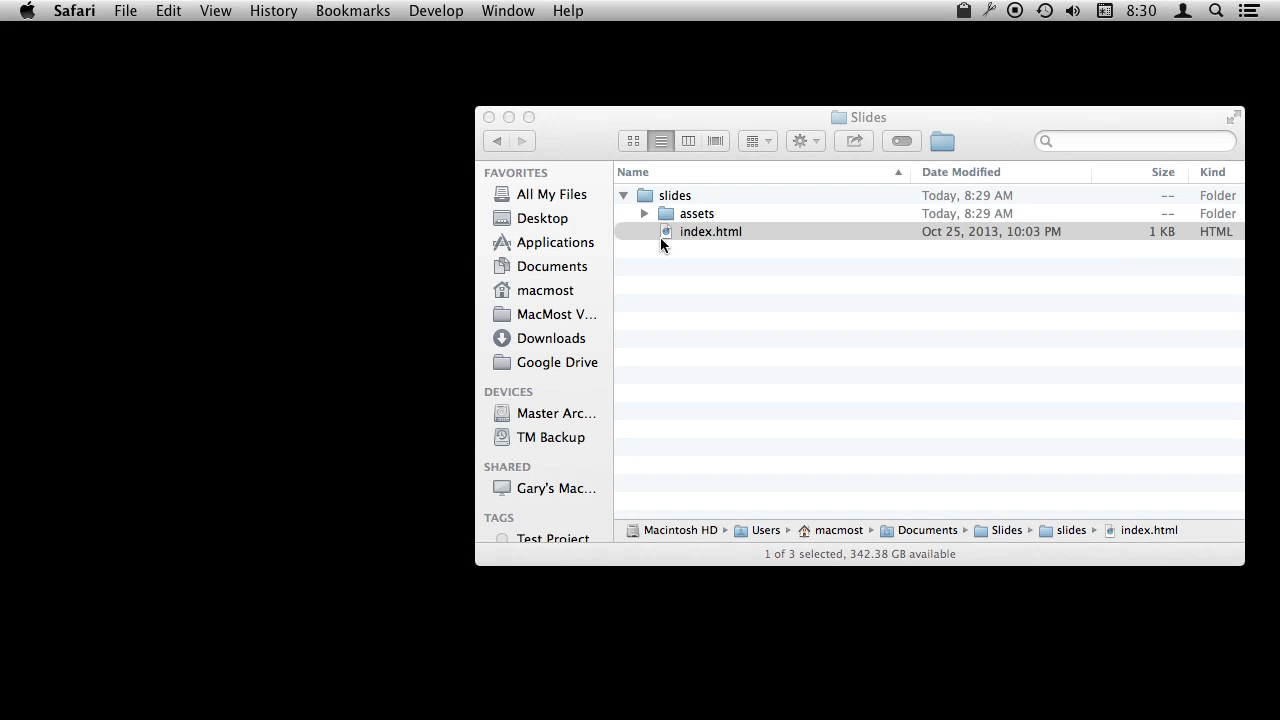 Safari File Edit View History Bookmarks Develop Window Help 8:30
Slides
FAVORITES
All My Files
Desktop
Applications
Documents
macmost
MacMost V...
Downloads
Google Drive
DEVICES
Master Arc...
TM Backup
SHARED
Gary's Mac...
TAGS
Test Project
Name Date Modified Size Kind
slides Today, 8:29 AM -- Folder
assets Today, 8:29 AM -- Folder
index.html Oct 25, 2013, 10:03 PM 1 KB HTML
Macintosh HD Users macmost Documents Slides slides index.html
1 of 3 selected, 342.38 GB available